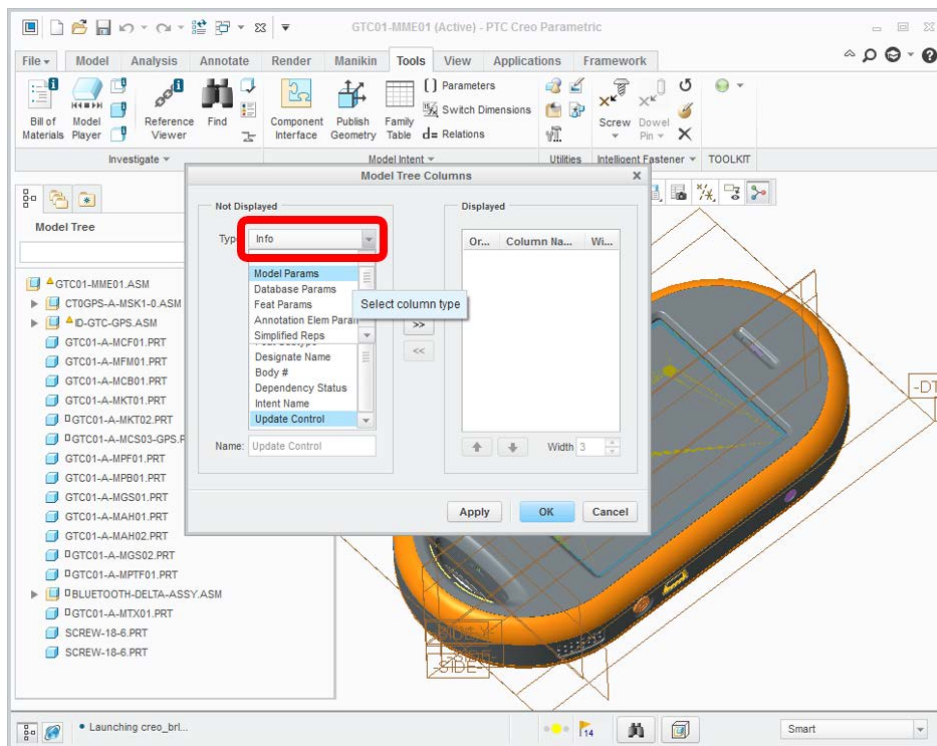 GTC01-MME01 (Active) - PTC Creo Parametric
File Model Analysis Annotate Render Manikin Tools View Applications Framework
Bill of Materials
Model Player
Reference Viewer
Find
Component Interface
Publish Geometry
Family Table
Parameters
Switch Dimensions
d= Relations
Screw
Dowel Pin
Investigate Model Intent Utilities Intelligent Fastener TOOLKIT
Model Tree Columns
Model Tree
GTC01-MME01.ASM
CT0GPS-A-MSK1-0.ASM
ID-GTC-GPS.ASM
GTC01-A-MCF01.PRT
GTC01-A-MFM01.PRT
GTC01-A-MCB01.PRT
GTC01-A-MKT01.PRT
GTC01-A-MKT02.PRT
GTC01-A-MCS03-GPS.P
GTC01-A-MPF01.PRT
GTC01-A-MPB01.PRT
GTC01-A-MGS01.PRT
GTC01-A-MAH01.PRT
GTC01-A-MAH02.PRT
GTC01-A-MGS02.PRT
GTC01-A-MPTF01.PRT
BLUETOOTH-DELTA-ASSY.ASM
GTC01-A-MTX01.PRT
SCREW-18-6.PRT
SCREW-18-6.PRT
Not Displayed
Type Info
Model Params
Database Params
Feat Params
Annotation Elem Param
Simplified Reps
Designate Name
Body #
Dependency Status
Intent Name
Update Control
Name: Update Control
Select column type
>>
<<
Displayed
Or... Column Na... Wi...
Width 3
Apply OK Cancel
-DT
-SIDE-
• Launching creo_bri...
14
Smart